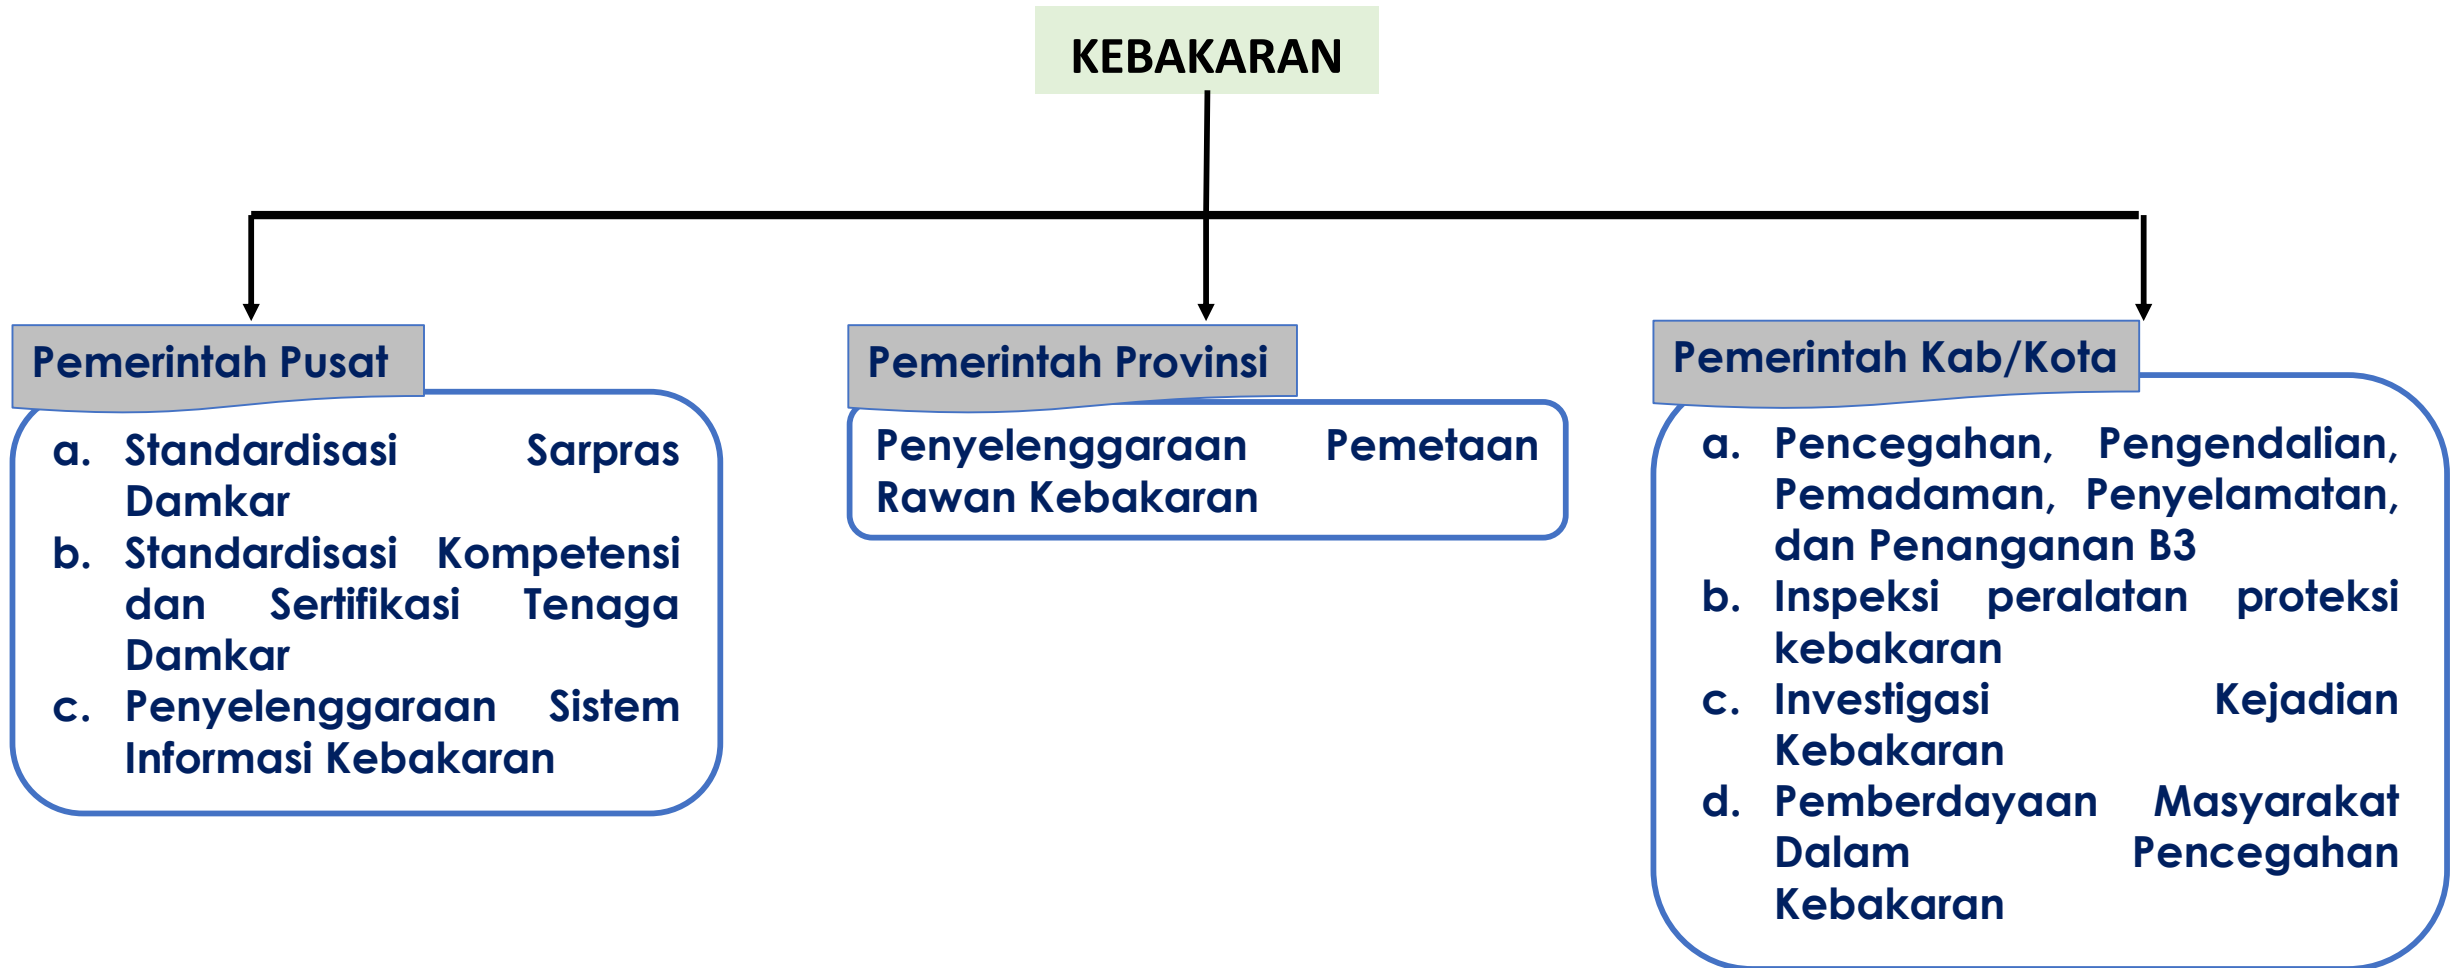 KEBAKARAN
Pemerintah Pusat
a. Standardisasi Sarpras
Damkar
b. Standardisasi Kompetensi
dan Sertifikasi Tenaga
Damkar
c. Penyelenggaraan Sistem
Informasi Kebakaran
Pemerintah Provinsi
Penyelenggaraan Pemetaan
Rawan Kebakaran
Pemerintah Kab/Kota
a. Pencegahan, Pengendalian,
Pemadaman, Penyelamatan,
dan Penanganan B3
b. Inspeksi peralatan proteksi
kebakaran
c. Investigasi Kejadian
Kebakaran
d. Pemberdayaan Masyarakat
Dalam Pencegahan
Kebakaran